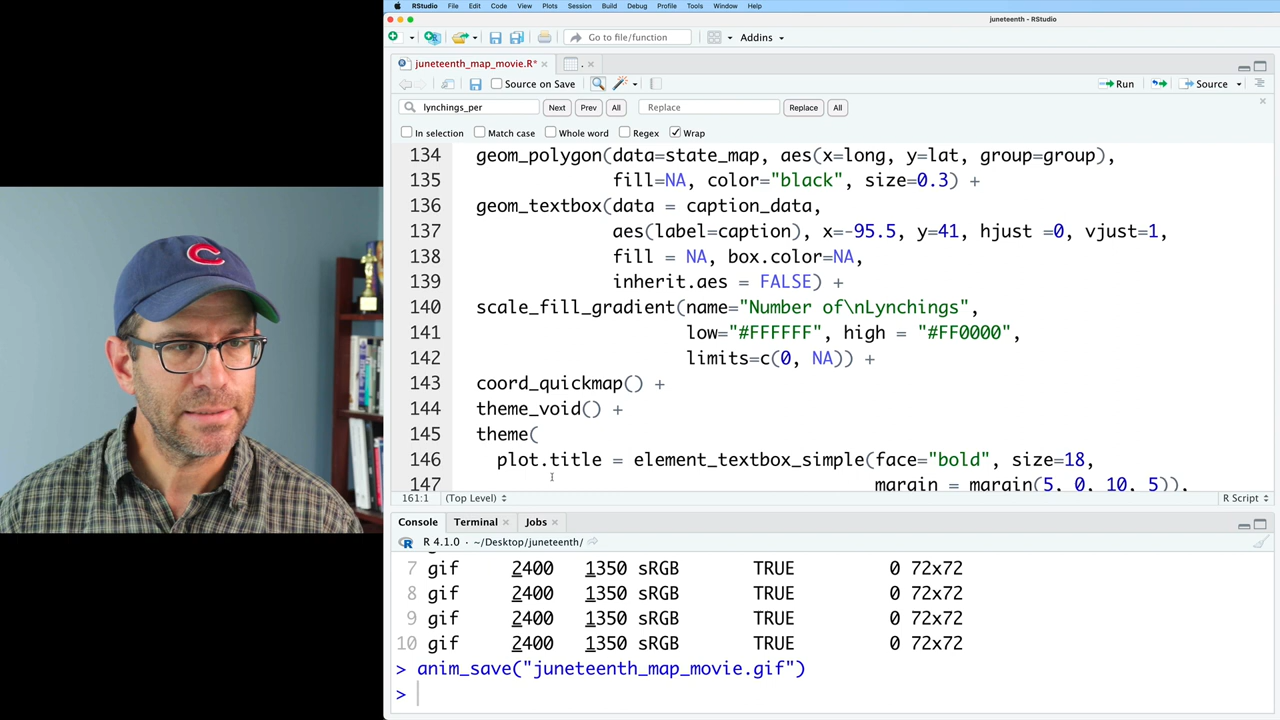 RStudio File Edit Code View Plots Session Build Debug Profile Tools Window Help
juneteenth - RStudio
Go to file/function Addins
juneteenth_map_movie.R* .
Source on Save Run Source
lynchings_per Next Prev All Replace Replace All
In selection Match case Whole word Regex Wrap
134 geom_polygon(data=state_map, aes(x=long, y=lat, group=group),
135 fill=NA, color="black", size=0.3) +
136 geom_textbox(data = caption_data,
137 aes(label=caption), x=-95.5, y=41, hjust =0, vjust=1,
138 fill = NA, box.color=NA,
139 inherit.aes = FALSE) +
140 scale_fill_gradient(name="Number of\nLynchings",
141 low="#FFFFFF", high = "#FF0000",
142 limits=c(0, NA)) +
143 coord_quickmap() +
144 theme_void() +
145 theme(
146 plot.title = element_textbox_simple(face="bold", size=18,
147 margin = margin(5, 0, 10, 5)),
161:1 (Top Level) R Script
Console Terminal Jobs
R 4.1.0 · ~/Desktop/juneteenth/
7 gif 2400 1350 sRGB TRUE 0 72x72
8 gif 2400 1350 sRGB TRUE 0 72x72
9 gif 2400 1350 sRGB TRUE 0 72x72
10 gif 2400 1350 sRGB TRUE 0 72x72
> anim_save("juneteenth_map_movie.gif")
>